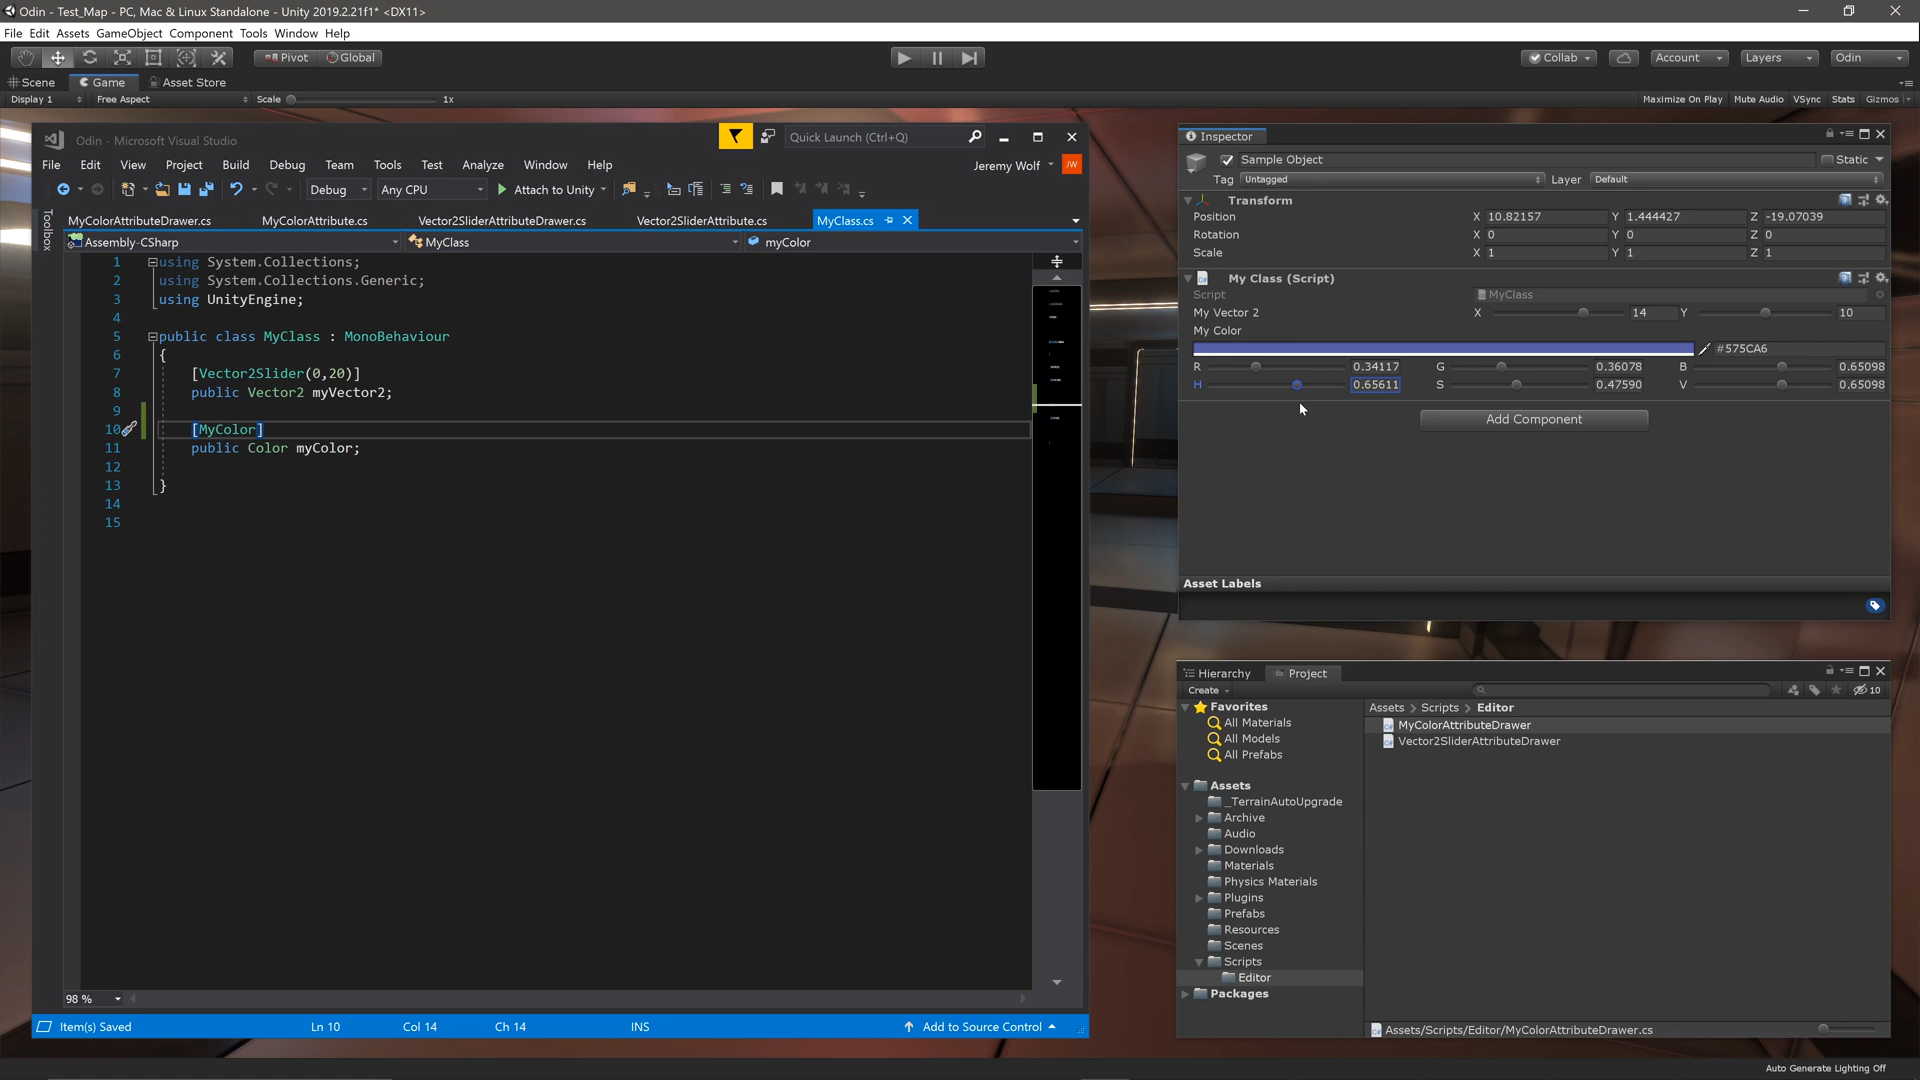 Odin - Test_Map - PC, Mac & Linux Standalone - Unity 2019.2.21f1* <DX11>
File Edit Assets GameObject Component Tools Window Help
Pivot Global Collab Account Layers Odin
Scene Game Asset Store
Display 1 Free Aspect Scale 1x Maximize On Play Mute Audio VSync Stats Gizmos
Odin - Microsoft Visual Studio Quick Launch (Ctrl+Q)
File Edit View Project Build Debug Team Tools Test Analyze Window Help Jeremy Wolf JW
Debug Any CPU Attach to Unity
Toolbox
MyColorAttributeDrawer.cs MyColorAttribute.cs Vector2SliderAttributeDrawer.cs Vector2SliderAttribute.cs MyClass.cs
Assembly-CSharp MyClass myColor
1 using System.Collections;
2 using System.Collections.Generic;
3 using UnityEngine;
4
5 public class MyClass : MonoBehaviour
6 {
7 [Vector2Slider(0,20)]
8 public Vector2 myVector2;
9
10 [MyColor]
11 public Color myColor;
12
13 }
14
15
98 %
Item(s) Saved Ln 10 Col 14 Ch 14 INS Add to Source Control
Inspector
Sample Object Static
Tag Untagged Layer Default
Transform
Position X 10.82157 Y 1.444427 Z -19.07039
Rotation X 0 Y 0 Z 0
Scale X 1 Y 1 Z 1
My Class (Script)
Script MyClass
My Vector 2 X 14 Y 10
My Color
#575CA6
R 0.34117 G 0.36078 B 0.65098
H 0.65611 S 0.47590 V 0.65098
Add Component
Asset Labels
Hierarchy Project
Create 10
Favorites
All Materials
All Models
All Prefabs
Assets
_TerrainAutoUpgrade
Archive
Audio
Downloads
Materials
Physics Materials
Plugins
Prefabs
Resources
Scenes
Scripts
Editor
Packages
Assets > Scripts > Editor
MyColorAttributeDrawer
Vector2SliderAttributeDrawer
Assets/Scripts/Editor/MyColorAttributeDrawer.cs
Auto Generate Lighting Off